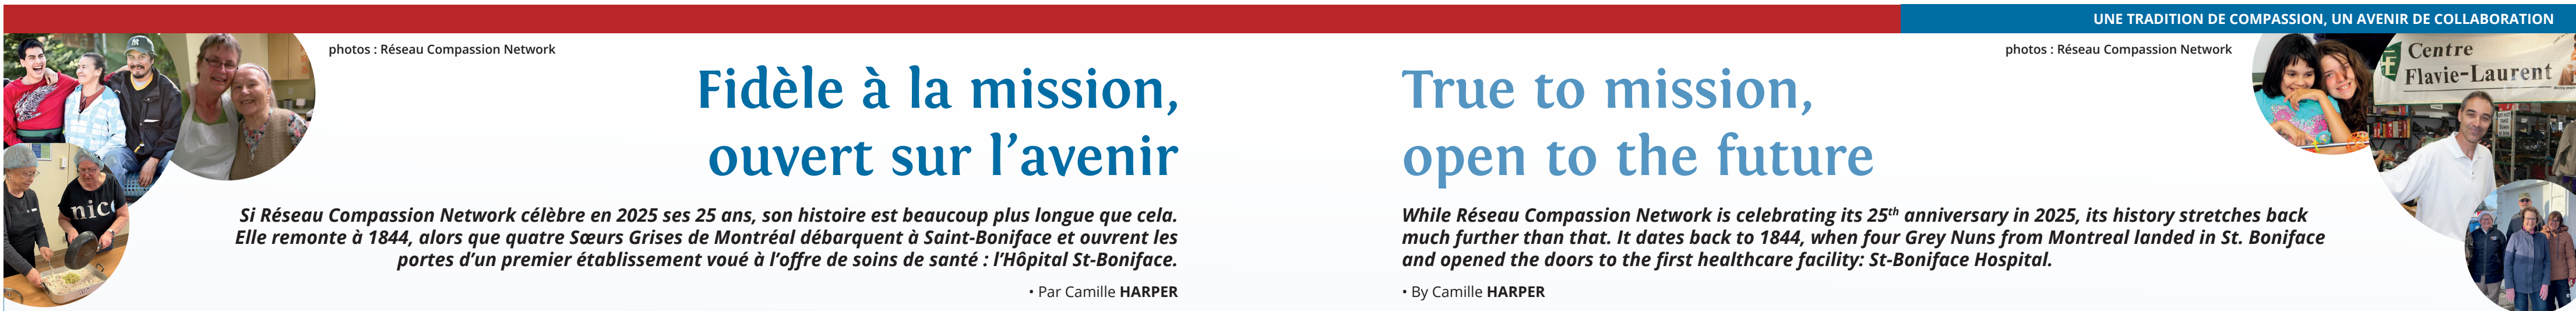 UNE TRADITION DE COMPASSION, UN AVENIR DE COLLABORATION
photos : Réseau Compassion Network
Fidèle à la mission,
ouvert sur l’avenir
Si Réseau Compassion Network célèbre en 2025 ses 25 ans, son histoire est beaucoup plus longue que cela.
Elle remonte à 1844, alors que quatre Sœurs Grises de Montréal débarquent à Saint-Boniface et ouvrent les
portes d’un premier établissement voué à l’offre de soins de santé : l’Hôpital St-Boniface.
• Par Camille HARPER
nice
photos : Réseau Compassion Network
True to mission,
open to the future
While Réseau Compassion Network is celebrating its 25th anniversary in 2025, its history stretches back
much further than that. It dates back to 1844, when four Grey Nuns from Montreal landed in St. Boniface
and opened the doors to the first healthcare facility: St-Boniface Hospital.
• By Camille HARPER
Centre
Flavie-Laurent